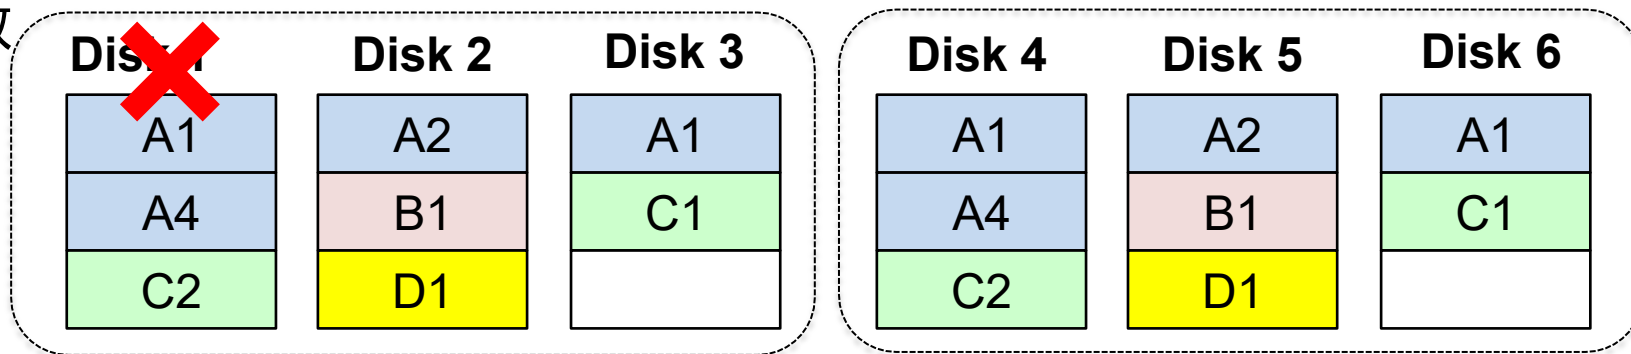 Disk 2 Disk 3 Disk 4 Disk 5 Disk 6
A1 A2 A1 A1 A2 A1
A4 B1 C1 A4 B1 C1
C2 D1 C2 D1